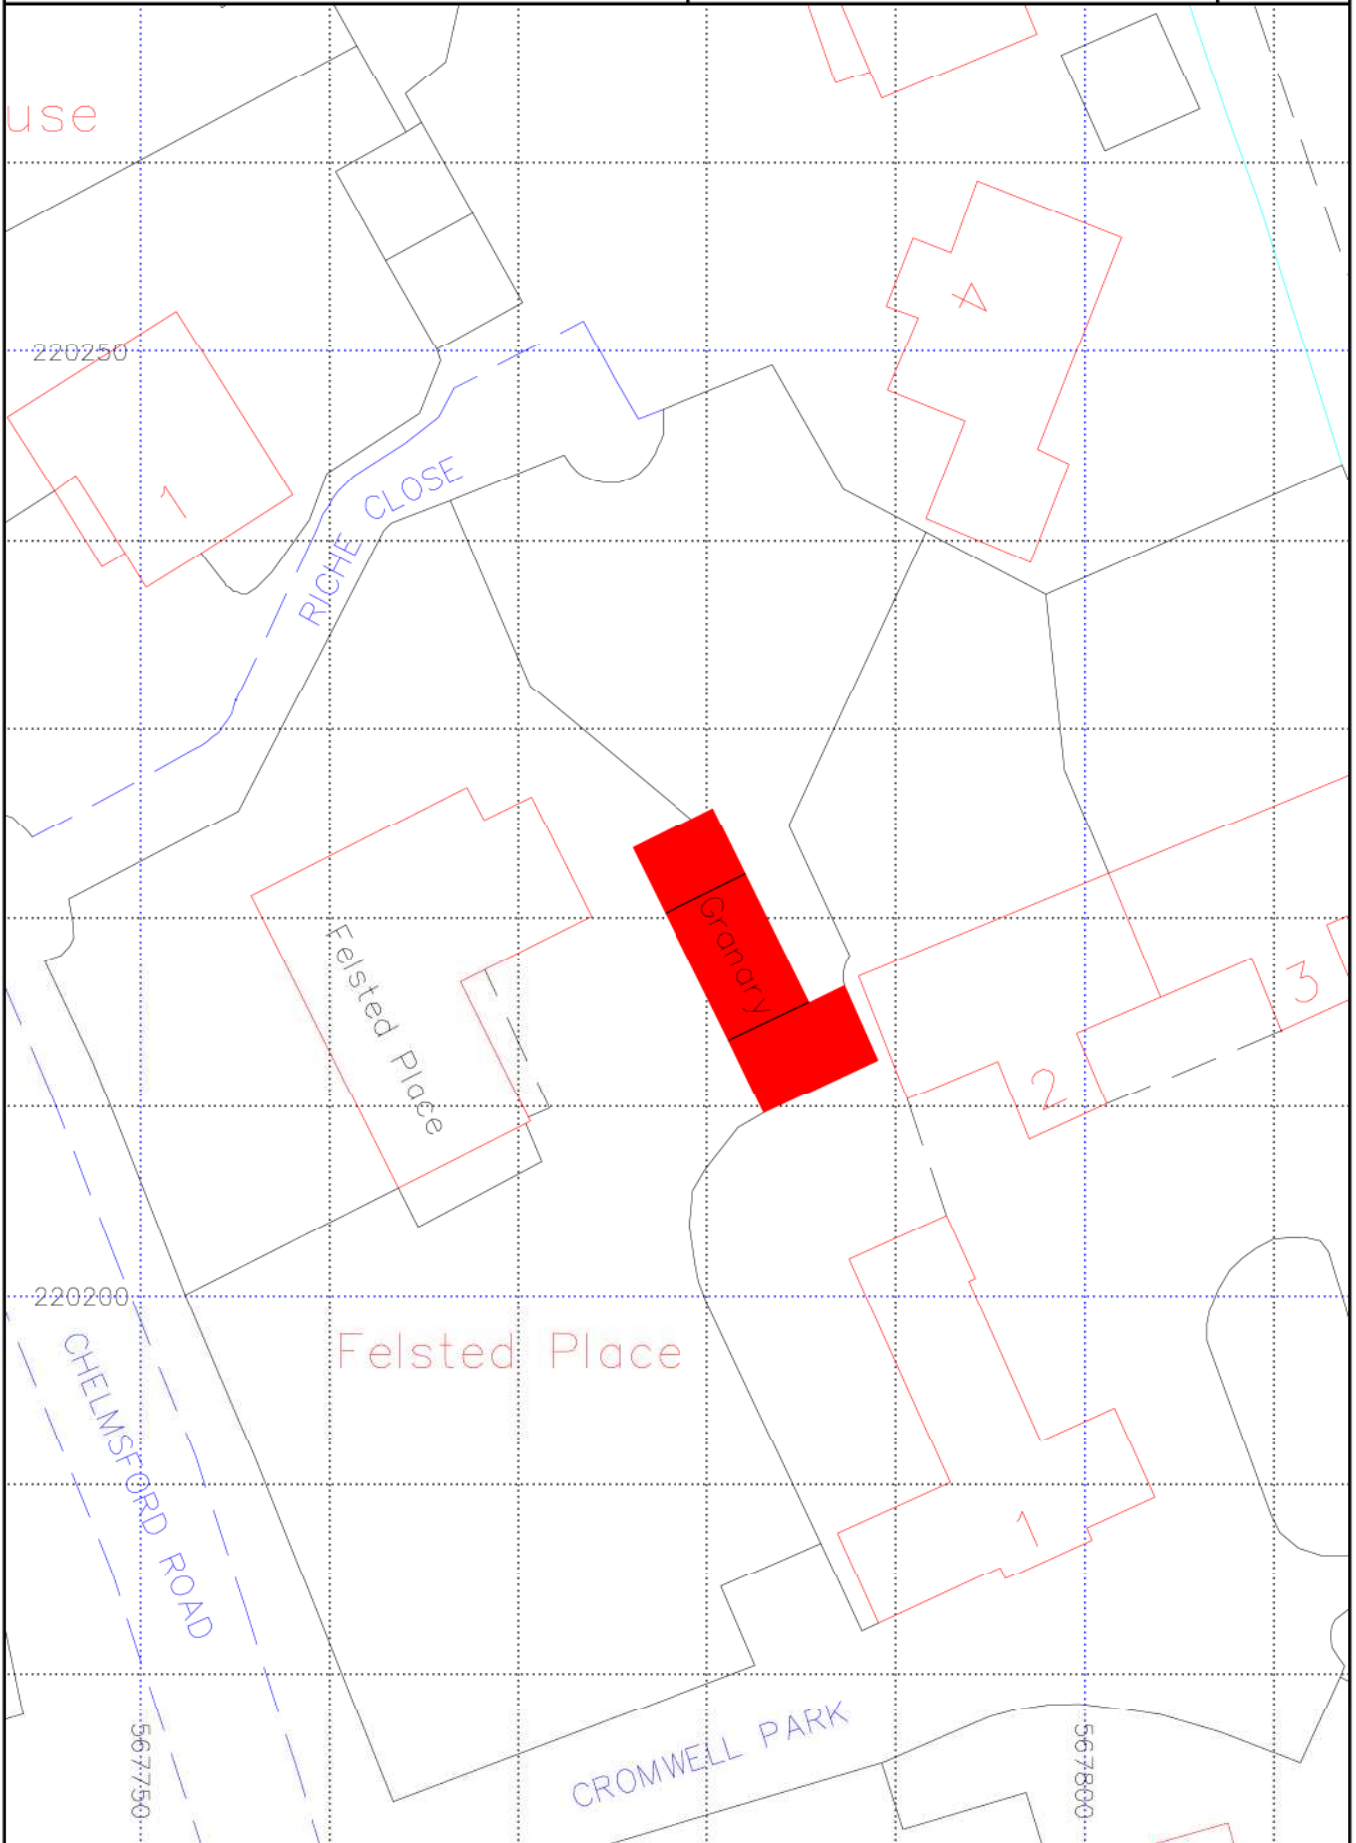 use
4
220250
1
RICHE CLOSE
Granary
Felsted Place
3
2
220200
Felsted Place
CHELMSFORD ROAD
1
CROMWELL PARK
567750
567800